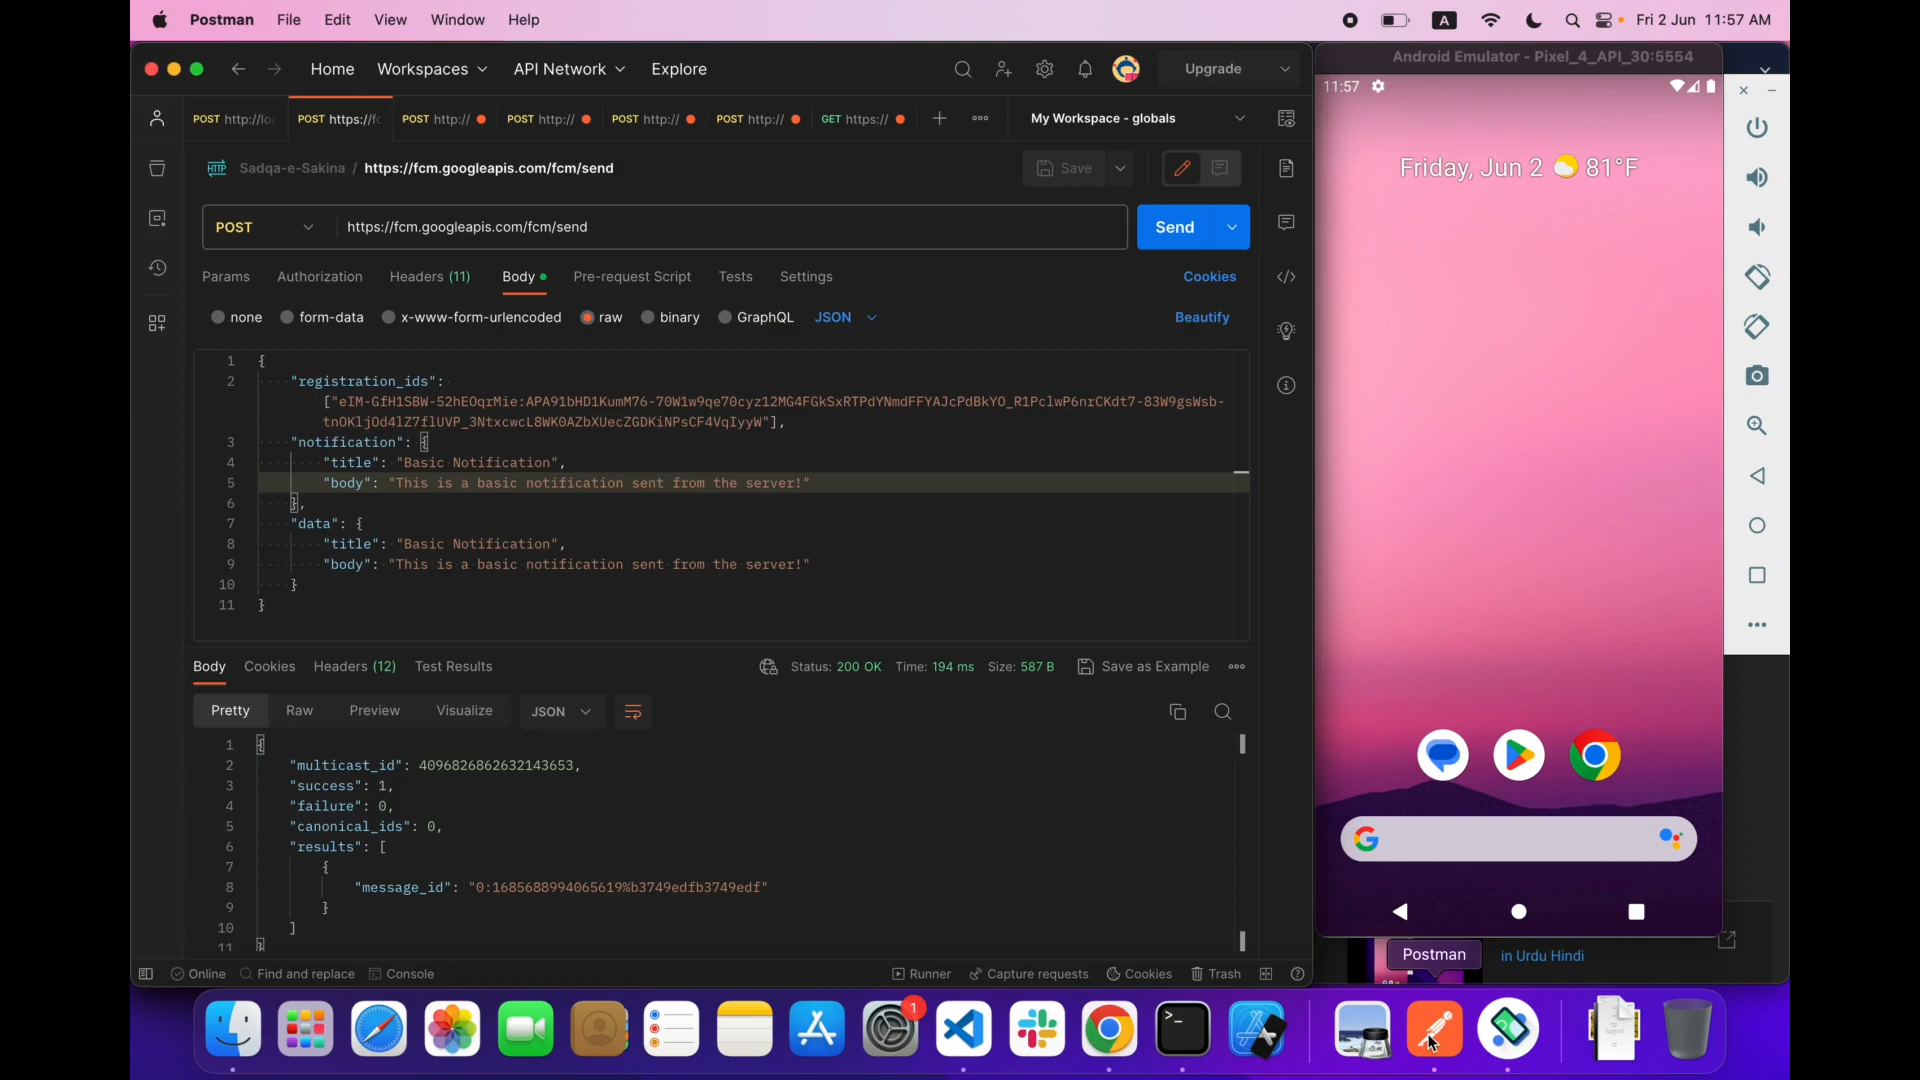 Postman File Edit View Window Help
A
Fri 2 Jun 11:57 AM
Home Workspaces API Network Explore
Upgrade
POST http://loc
POST https://fc
POST http://
POST http://
POST http://
POST http://
GET https://
My Workspace - globals
HTTP Sadqa-e-Sakina / https://fcm.googleapis.com/fcm/send
Save
POST https://fcm.googleapis.com/fcm/send
Send
Params Authorization Headers (11) Body Pre-request Script Tests Settings
Cookies
none form-data x-www-form-urlencoded raw binary GraphQL JSON
Beautify
1 {
2 "registration_ids":
["eIM-GfH1SBW-52hEOqrMie:APA91bHD1KumM76-70W1w9qe70cyz12MG4FGkSxRTPdYNmdFFYAJcPdBkYO_R1PclwP6nrCKdt7-83W9gsWsb-
tnOKljOd4lZ7flUVP_3NtxcwcL8WK0AZbXUecZGDKiNPsCF4VqIyyW"],
3 "notification": {
4 "title": "Basic Notification",
5 "body": "This is a basic notification sent from the server!"
6 },
7 "data": {
8 "title": "Basic Notification",
9 "body": "This is a basic notification sent from the server!"
10 }
11 }
Body Cookies Headers (12) Test Results
Status: 200 OK Time: 194 ms Size: 587 B
Save as Example
Pretty Raw Preview Visualize JSON
1 {
2 "multicast_id": 4096826862632143653,
3 "success": 1,
4 "failure": 0,
5 "canonical_ids": 0,
6 "results": [
7 {
8 "message_id": "0:1685688994065619%b3749edfb3749edf"
9 }
10 ]
11 }
Online Find and replace Console
Runner Capture requests Cookies Trash
Android Emulator - Pixel_4_API_30:5554
11:57
Friday, Jun 2 81°F
Postman
in Urdu Hindi
1